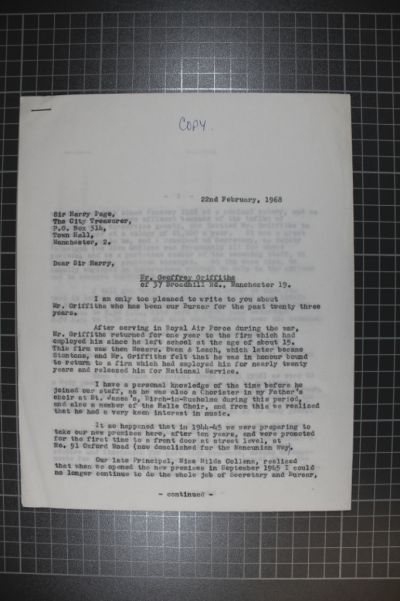 COPY.
22nd February, 1968
Sir Harry Page,
The City Treasurer,
P.O. Box 314,
Town Hall,
Manchester, 2.
Dear Sir Harry,
Mr. Geoffrey Griffiths
of 37 Broadhill Rd., Manchester 19.
I am only too pleased to write to you about
Mr. Griffiths who has been our Bursar for the past twenty three
years.
After serving in Royal Air Force during the war,
Mr. Griffiths returned for one year to the firm which had
employed him since he left school at the age of about 15.
This firm was then Messrs. Swan & Leach, which later became
Stantons, and Mr. Griffiths felt that he was in honour bound
to return to a firm which had employed him for nearly twenty
years and released him for National Service.
I have a personal knowledge of the time before he
joined our staff, as he was also a Chorister in my Father's
choir at St. James's, Birch-in-Rusholme during this period,
and also a member of the Halle Choir, and from this we realised
that he had a very keen interest in music.
It so happened that in 1944-45 we were preparing to
take our new premises here, after ten years, and were promoted
for the first time to a front door at street level, at
No. 91 Oxford Road (now demolished for the Mancunian Way).
Our late Principal, Miss Hilda Collens, realised
that when we opened the new premises in September 1945 I could
no longer continue to do the whole job of Secretary and Bursar,
- continued -